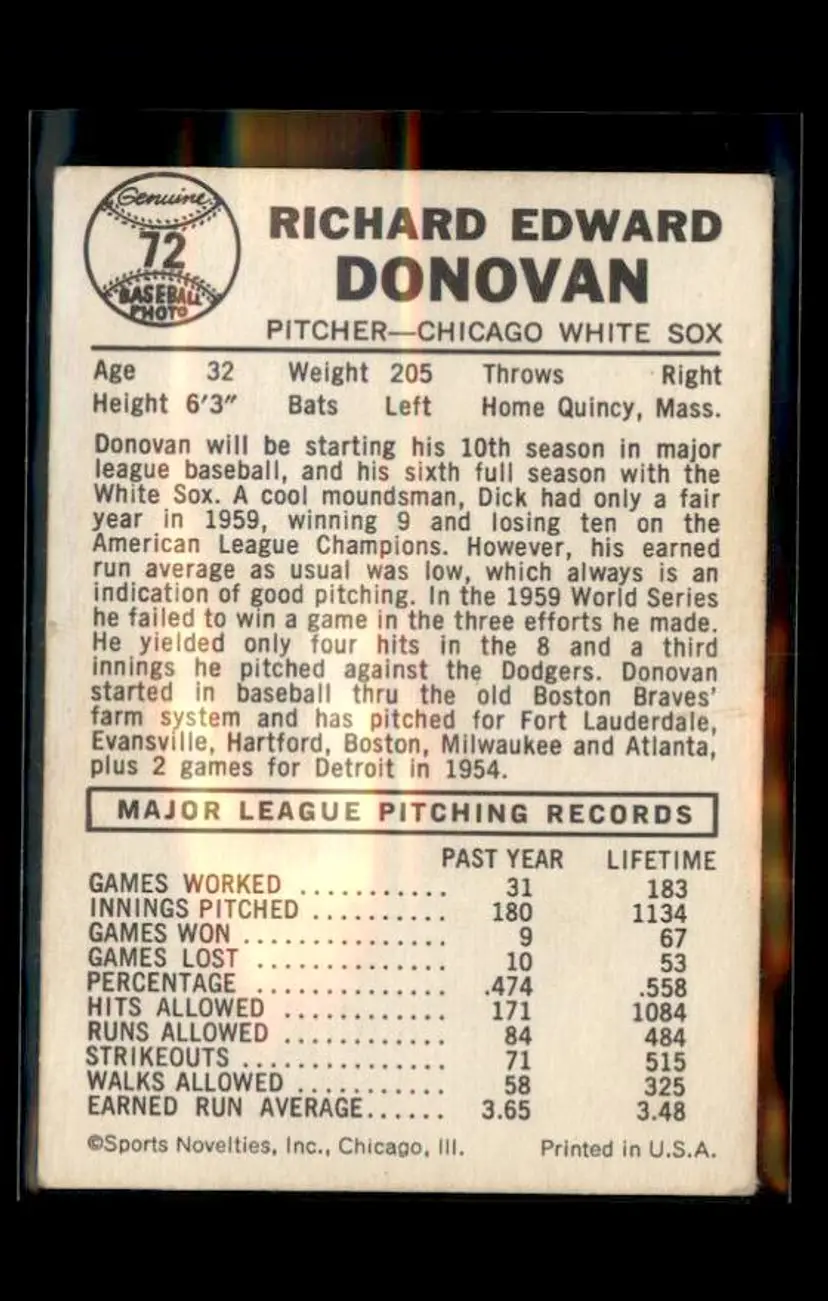 Genuine
72
BASEBALL
PHOTO
RICHARD EDWARD
DONOVAN
PITCHER—CHICAGO WHITE SOX
Age 32 Weight 205 Throws Right
Height 6'3" Bats Left Home Quincy, Mass.
Donovan will be starting his 10th season in major
league baseball, and his sixth full season with the
White Sox. A cool moundsman, Dick had only a fair
year in 1959, winning 9 and losing ten on the
American League Champions. However, his earned
run average as usual was low, which always is an
indication of good pitching. In the 1959 World Series
he failed to win a game in the three efforts he made.
He yielded only four hits in the 8 and a third
innings he pitched against the Dodgers. Donovan
started in baseball thru the old Boston Braves'
farm system and has pitched for Fort Lauderdale,
Evansville, Hartford, Boston, Milwaukee and Atlanta,
plus 2 games for Detroit in 1954.
MAJOR LEAGUE PITCHING RECORDS
PAST YEAR LIFETIME
GAMES WORKED ........... 31 183
INNINGS PITCHED .......... 180 1134
GAMES WON ................ 9 67
GAMES LOST ............... 10 53
PERCENTAGE ............... .474 .558
HITS ALLOWED ............. 171 1084
RUNS ALLOWED ............. 84 484
STRIKEOUTS ................ 71 515
WALKS ALLOWED ............ 58 325
EARNED RUN AVERAGE...... 3.65 3.48
©Sports Novelties, Inc., Chicago, Ill. Printed in U.S.A.